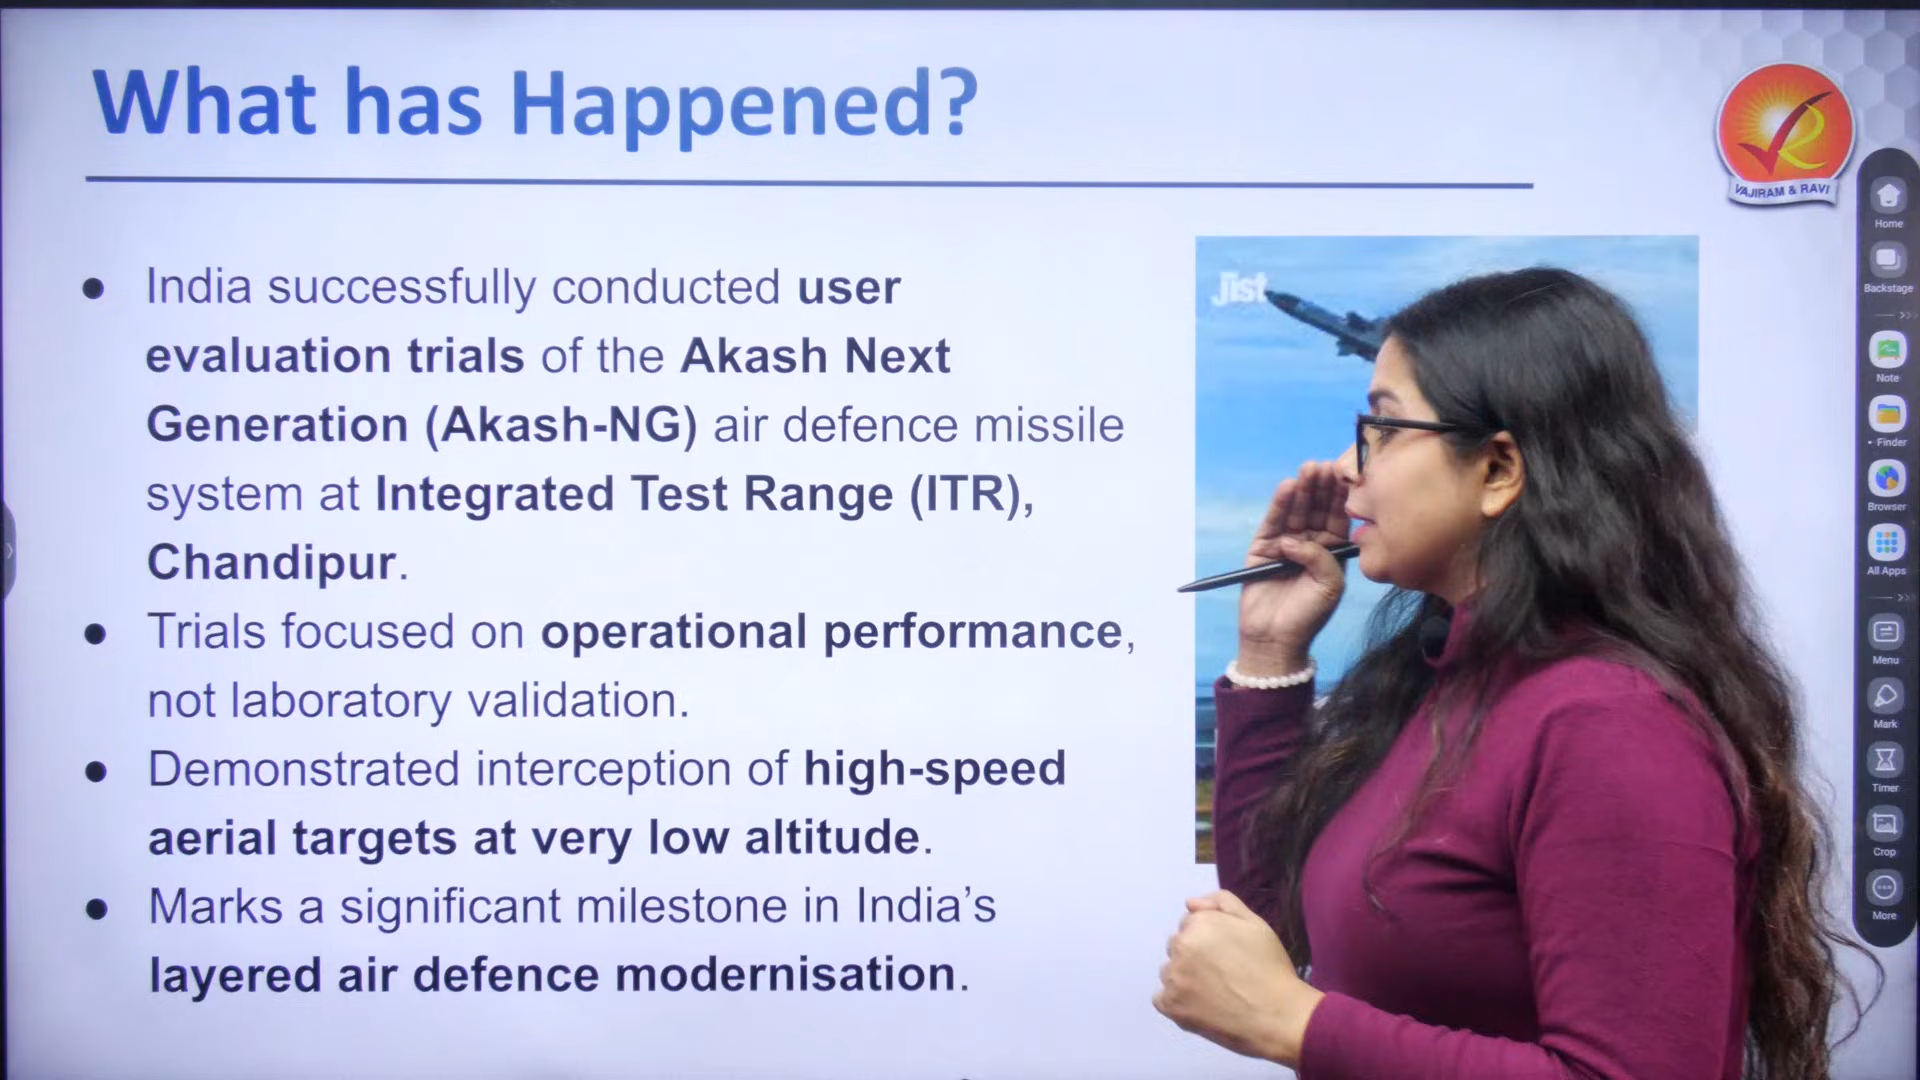 What has Happened?
VAJIRAM & RAVI
jist
• India successfully conducted user
evaluation trials of the Akash Next
Generation (Akash-NG) air defence missile
system at Integrated Test Range (ITR),
Chandipur.
• Trials focused on operational performance,
not laboratory validation.
• Demonstrated interception of high-speed
aerial targets at very low altitude.
• Marks a significant milestone in India’s
layered air defence modernisation.
Home
Backstage
Note
Finder
Browser
All Apps
Menu
Mark
Timer
Crop
More